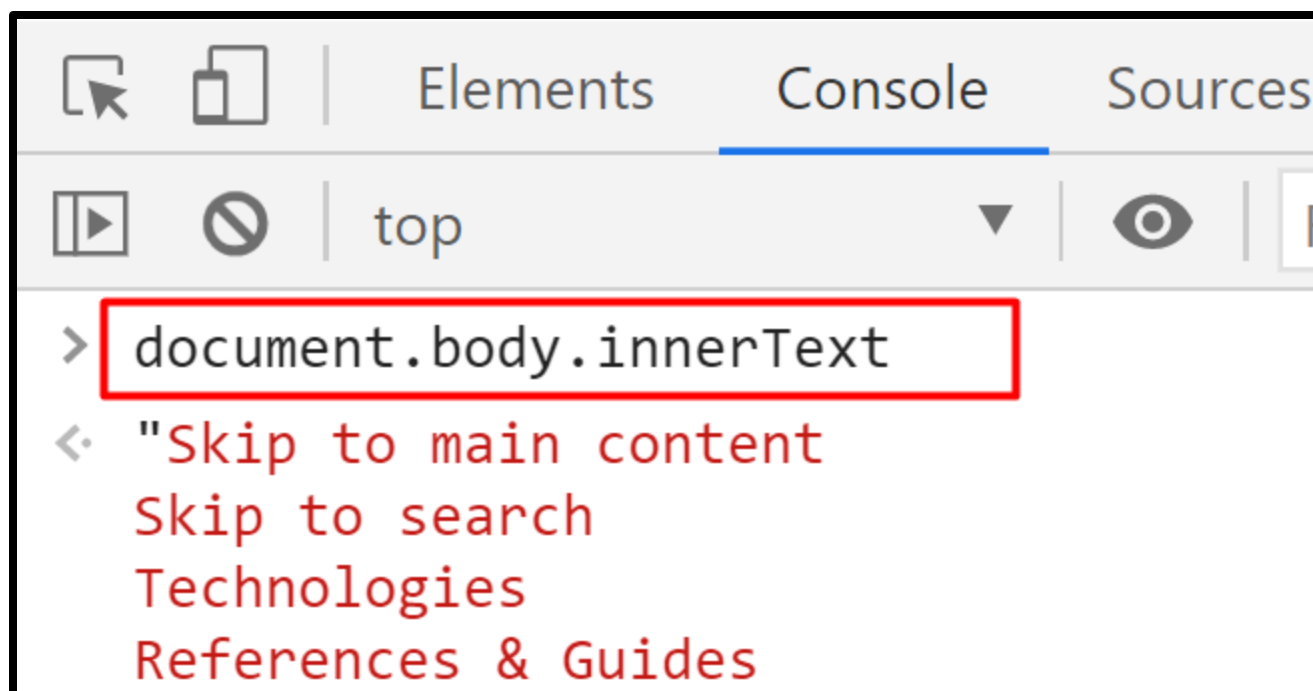 Elements Console Sources
top
> document.body.innerText
"Skip to main content
Skip to search
Technologies
References & Guides